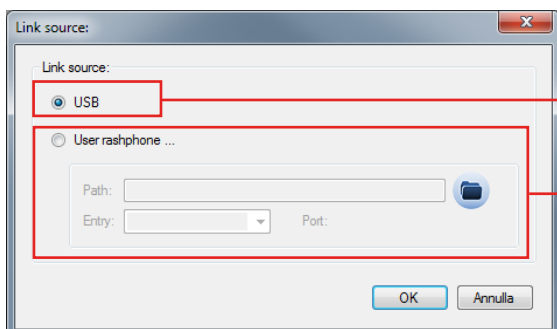 Link source:
Link source:
USB
User rashphone ...
Path:
Entry: Port:
OK Annulla